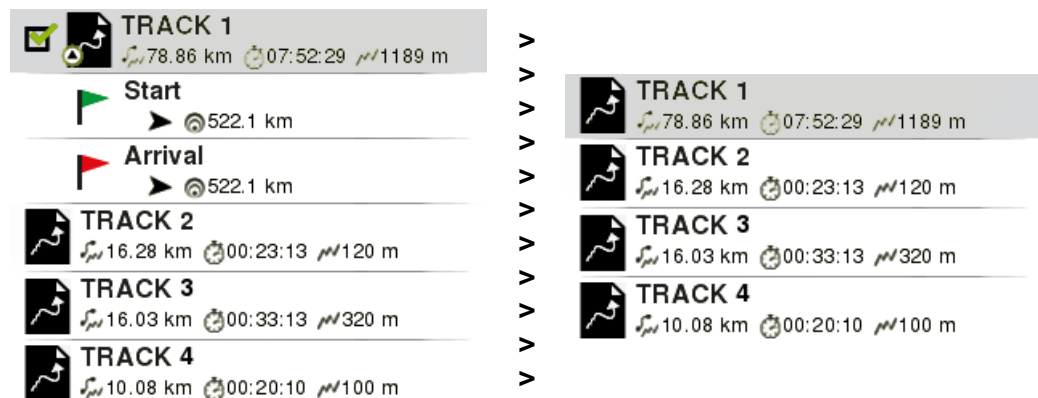 TRACK 1
78.86 km 07:52:29 1189 m
Start
522.1 km
Arrival
522.1 km
TRACK 2
16.28 km 00:23:13 120 m
TRACK 3
16.03 km 00:33:13 320 m
TRACK 4
10.08 km 00:20:10 100 m
>
>
>
>
>
>
>
>
>
>
>
TRACK 1
78.86 km 07:52:29 1189 m
TRACK 2
16.28 km 00:23:13 120 m
TRACK 3
16.03 km 00:33:13 320 m
TRACK 4
10.08 km 00:20:10 100 m